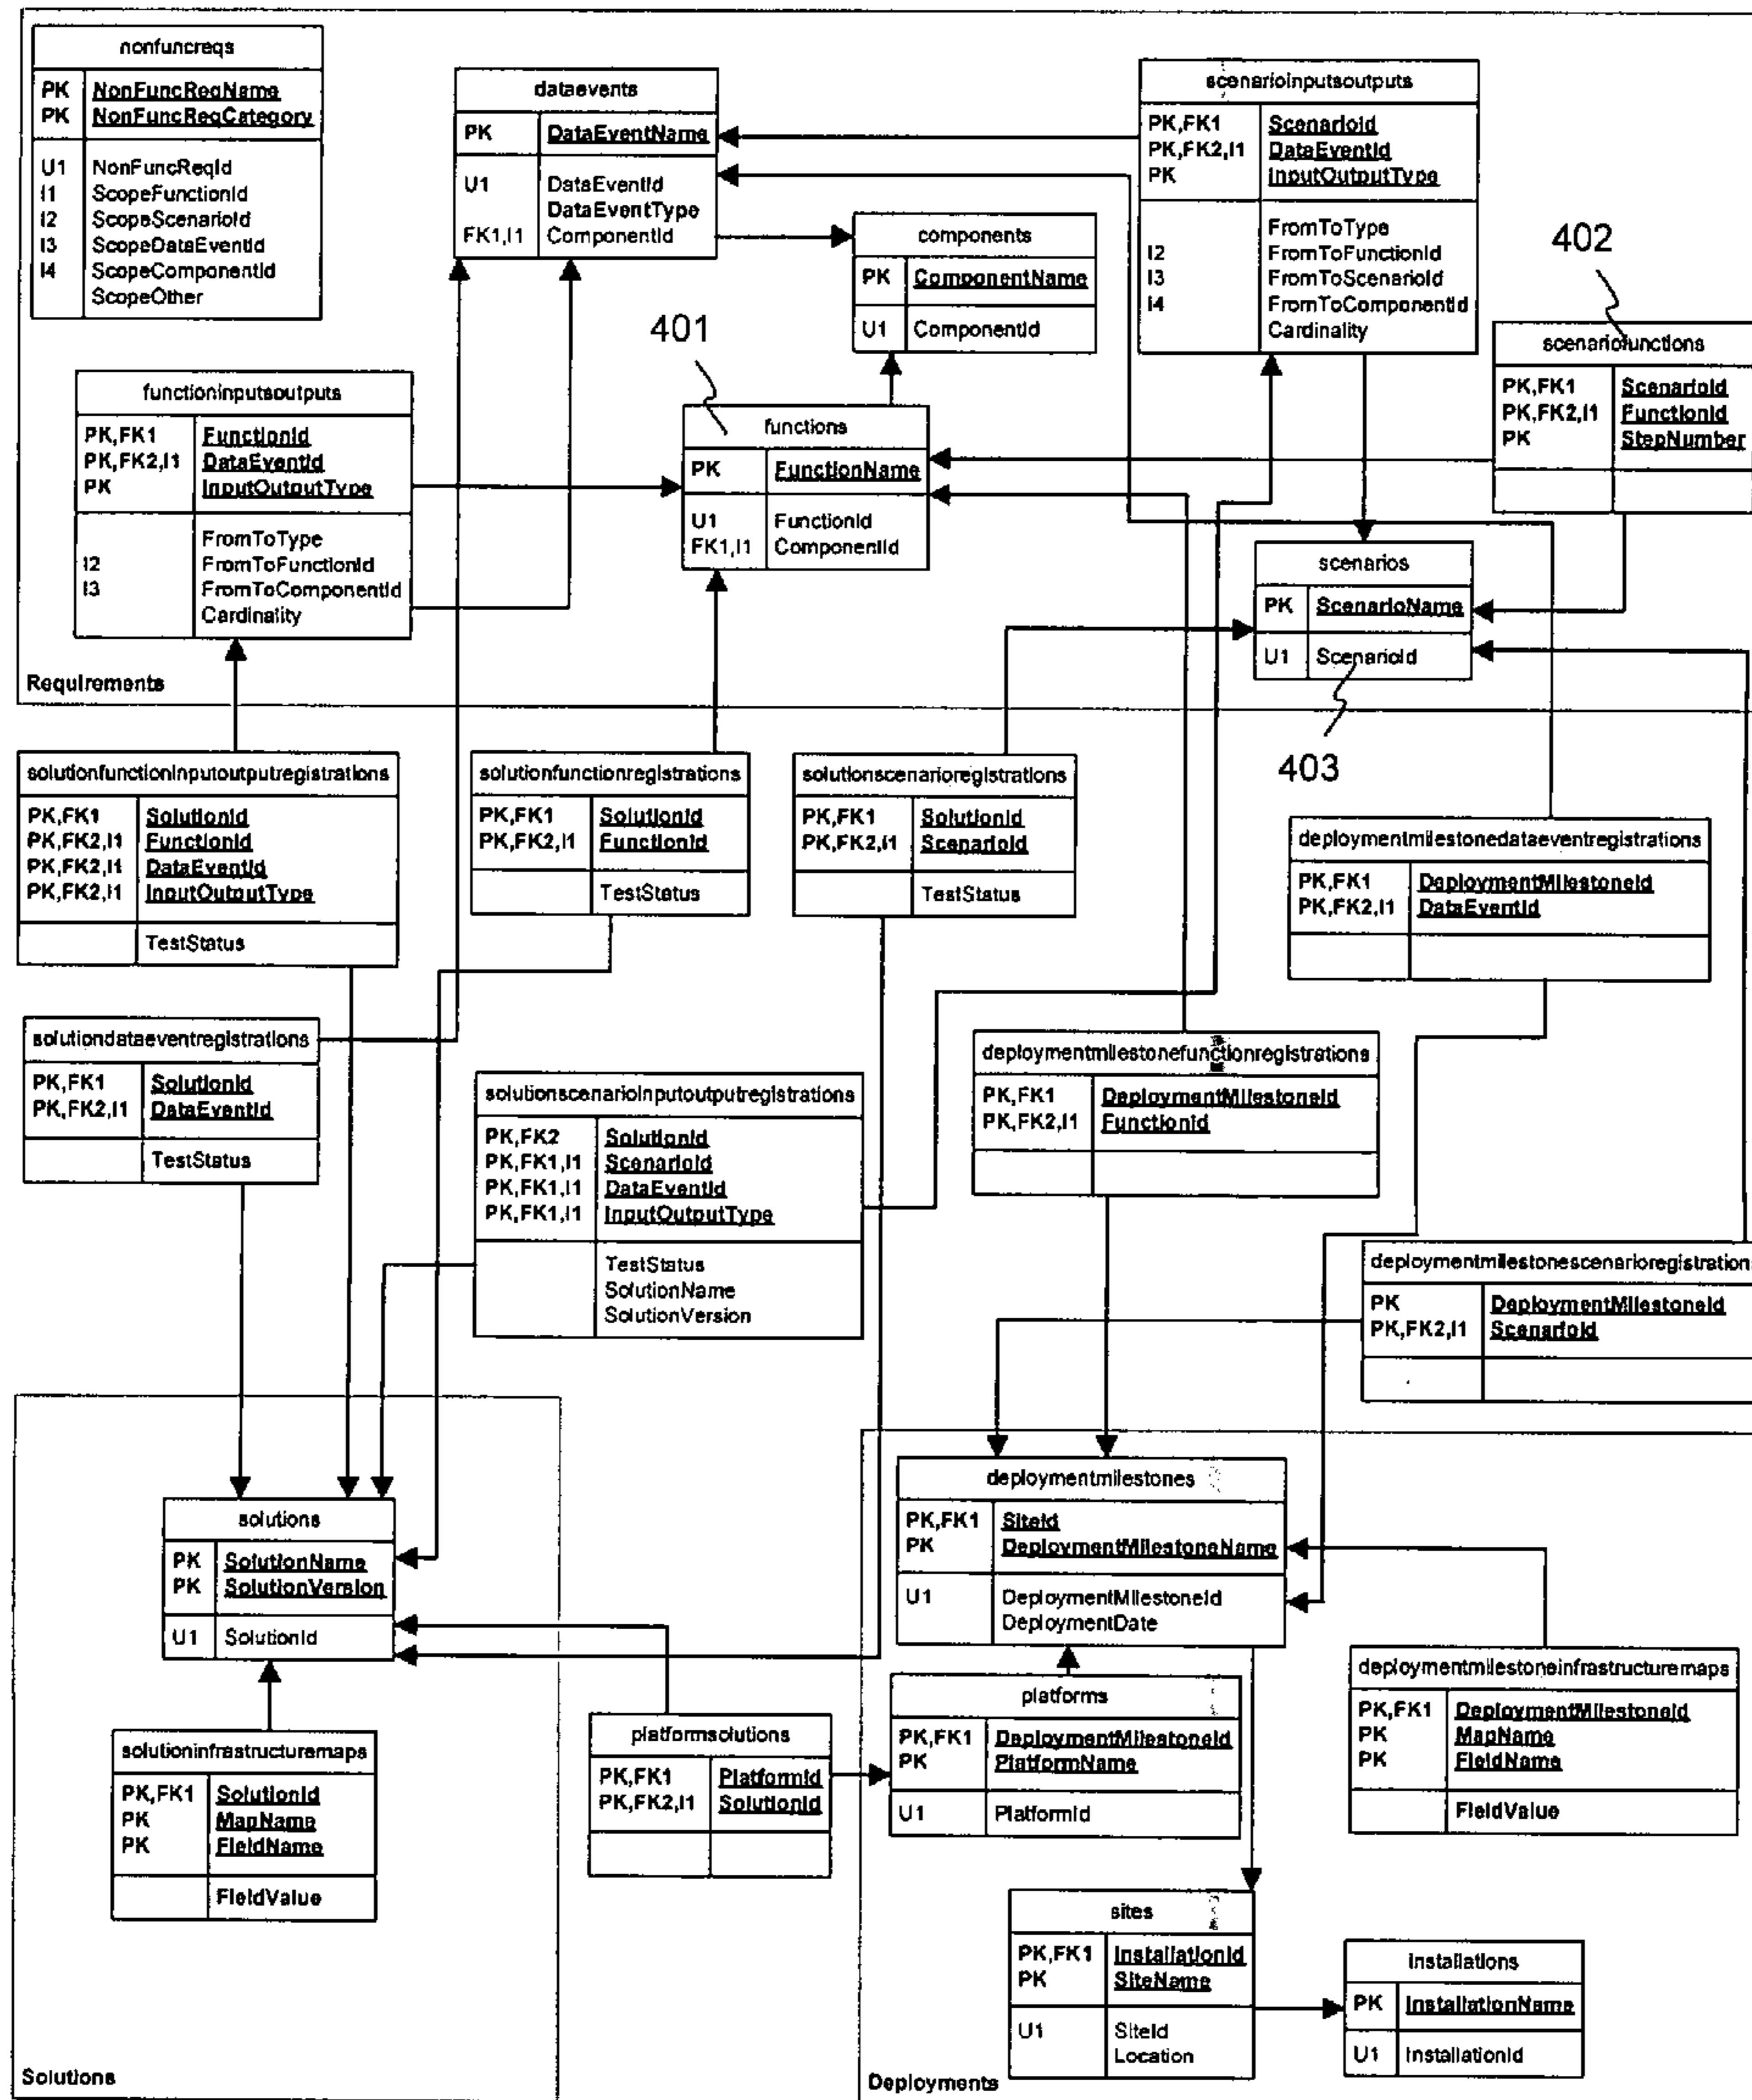 nonfuncreqs
PK NonFuncReqName
PK NonFuncReqCategory
U1 NonFuncReqId
I1 ScopeFunctionId
I2 ScopeScenarioId
I3 ScopeDataEventId
I4 ScopeComponentId
ScopeOther
dataevents
PK DataEventName
U1 DataEventId
DataEventType
FK1,I1 ComponentId
scenarioinputsoutputs
PK,FK1 ScenarioId
PK,FK2,I1 DataEventId
PK InputOutputType
FromToType
I2 FromToFunctionId
I3 FromToScenarioId
I4 FromToComponentId
Cardinality
components
PK ComponentName
U1 ComponentId
402
scenariofunctions
PK,FK1 ScenarioId
PK,FK2,I1 FunctionId
PK StepNumber
401
functioninputsoutputs
PK,FK1 FunctionId
PK,FK2,I1 DataEventId
PK InputOutputType
FromToType
I2 FromToFunctionId
I3 FromToComponentId
Cardinality
functions
PK FunctionName
U1 FunctionId
FK1,I1 ComponentId
scenarios
PK ScenarioName
U1 ScenarioId
Requirements
403
solutionfunctioninputoutputregistrations
PK,FK1 SolutionId
PK,FK2,I1 FunctionId
PK,FK2,I1 DataEventId
PK,FK2,I1 InputOutputType
TestStatus
solutionfunctionregistrations
PK,FK1 SolutionId
PK,FK2,I1 FunctionId
TestStatus
solutionscenarioregistrations
PK,FK1 SolutionId
PK,FK2,I1 ScenarioId
TestStatus
deploymentmilestonedataeventregistrations
PK,FK1 DeploymentMilestoneId
PK,FK2,I1 DataEventId
solutiondataeventregistrations
PK,FK1 SolutionId
PK,FK2,I1 DataEventId
TestStatus
solutionscenarioinputoutputregistrations
PK,FK2 SolutionId
PK,FK1,I1 ScenarioId
PK,FK1,I1 DataEventId
PK,FK1,I1 InputOutputType
TestStatus
SolutionName
SolutionVersion
deploymentmilestonefunctionregistrations
PK,FK1 DeploymentMilestoneId
PK,FK2,I1 FunctionId
deploymentmilestonescenarioregistrations
PK DeploymentMilestoneId
PK,FK2,I1 ScenarioId
solutions
PK SolutionName
PK SolutionVersion
U1 SolutionId
deploymentmilestones
PK,FK1 SiteId
PK DeploymentMilestoneName
U1 DeploymentMilestoneId
DeploymentDate
solutioninfrastructuremaps
PK,FK1 SolutionId
PK MapName
PK FieldName
FieldValue
platformsolutions
PK,FK1 PlatformId
PK,FK2,I1 SolutionId
platforms
PK,FK1 DeploymentMilestoneId
PK PlatformName
U1 PlatformId
deploymentmilestoneinfrastructuremaps
PK,FK1 DeploymentMilestoneId
PK MapName
PK FieldName
FieldValue
sites
PK,FK1 InstallationId
PK SiteName
U1 SiteId
Location
installations
PK InstallationName
U1 InstallationId
Solutions
Deployments